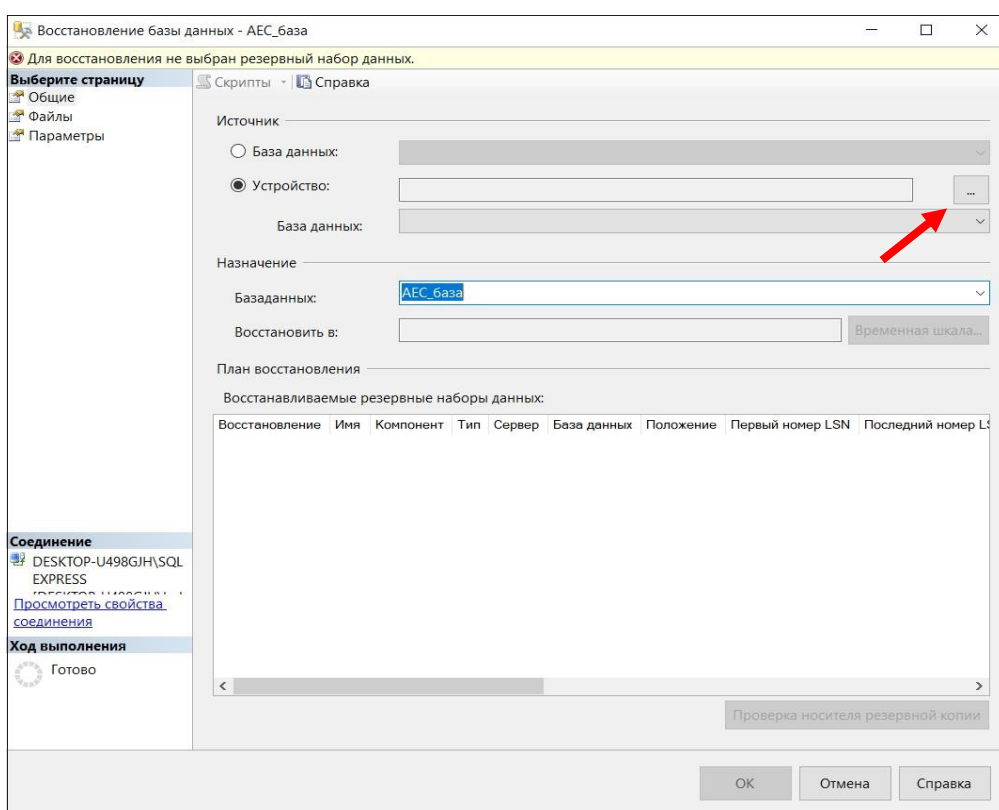 Восстановление базы данных - АЕС_база
Для восстановления не выбран резервный набор данных.
Выберите страницу
Общие
Файлы
Параметры
Скрипты
Справка
Источник
База данных:
Устройство:
...
База данных:
Назначение
Базаданных:
АЕС_база
Восстановить в:
Временная шкала...
План восстановления
Восстанавливаемые резервные наборы данных:
Восстановление Имя Компонент Тип Сервер База данных Положение Первый номер LSN Последний номер
Соединение
DESKTOP-U498GJH\SQL
EXPRESS
Просмотреть свойства
соединения
Ход выполнения
Готово
Проверка носителя резервной копии
ОК
Отмена
Справка